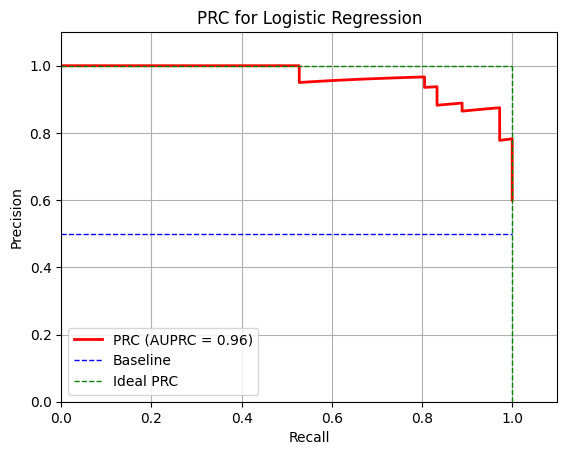 PRC for Logistic Regression
1.0
0.8
0.6
0.4
0.2
0.0
Precision
PRC (AUPRC = 0.96)
Baseline
Ideal PRC
0.0 0.2 0.4 0.6 0.8 1.0
Recall